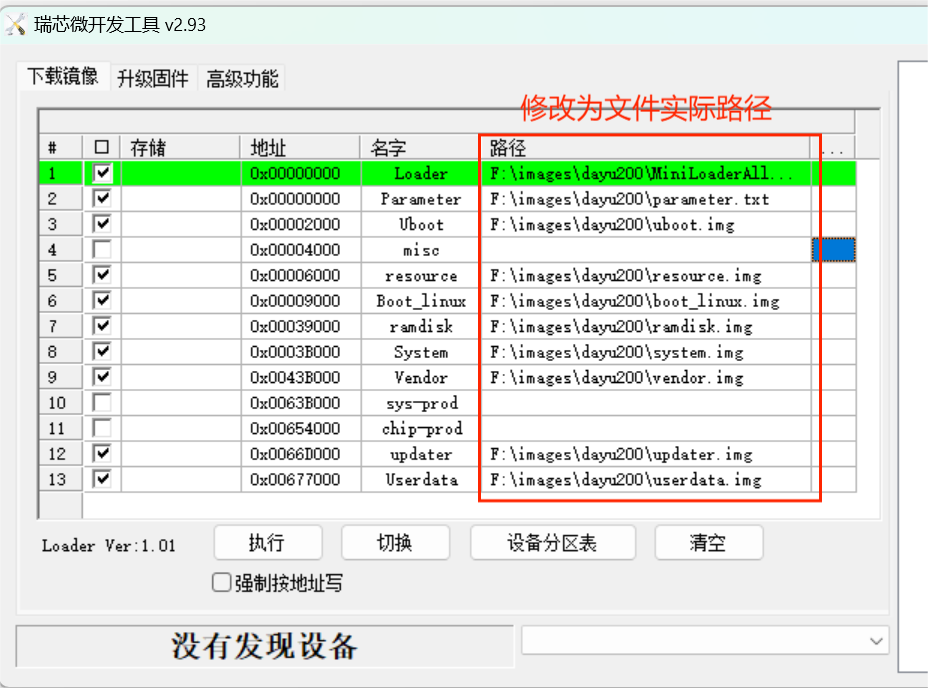 瑞芯微开发工具 v2.93
下载镜像 升级固件 高级功能
修改为文件实际路径
# 存储 地址 名字 路径 ...
1 0x00000000 Loader F:\images\dayu200\MiniLoaderAll...
2 0x00000000 Parameter F:\images\dayu200\parameter.txt
3 0x00002000 Uboot F:\images\dayu200\uboot.img
4 0x00004000 misc
5 0x00006000 resource F:\images\dayu200\resource.img
6 0x00009000 Boot_linux F:\images\dayu200\boot_linux.img
7 0x00039000 ramdisk F:\images\dayu200\ramdisk.img
8 0x0003B000 System F:\images\dayu200\system.img
9 0x0043B000 Vendor F:\images\dayu200\vendor.img
10 0x0063B000 sys-prod
11 0x00654000 chip-prod
12 0x0066D000 updater F:\images\dayu200\updater.img
13 0x00677000 Userdata F:\images\dayu200\userdata.img
Loader Ver:1.01 执行 切换 设备分区表 清空
强制按地址写
没有发现设备